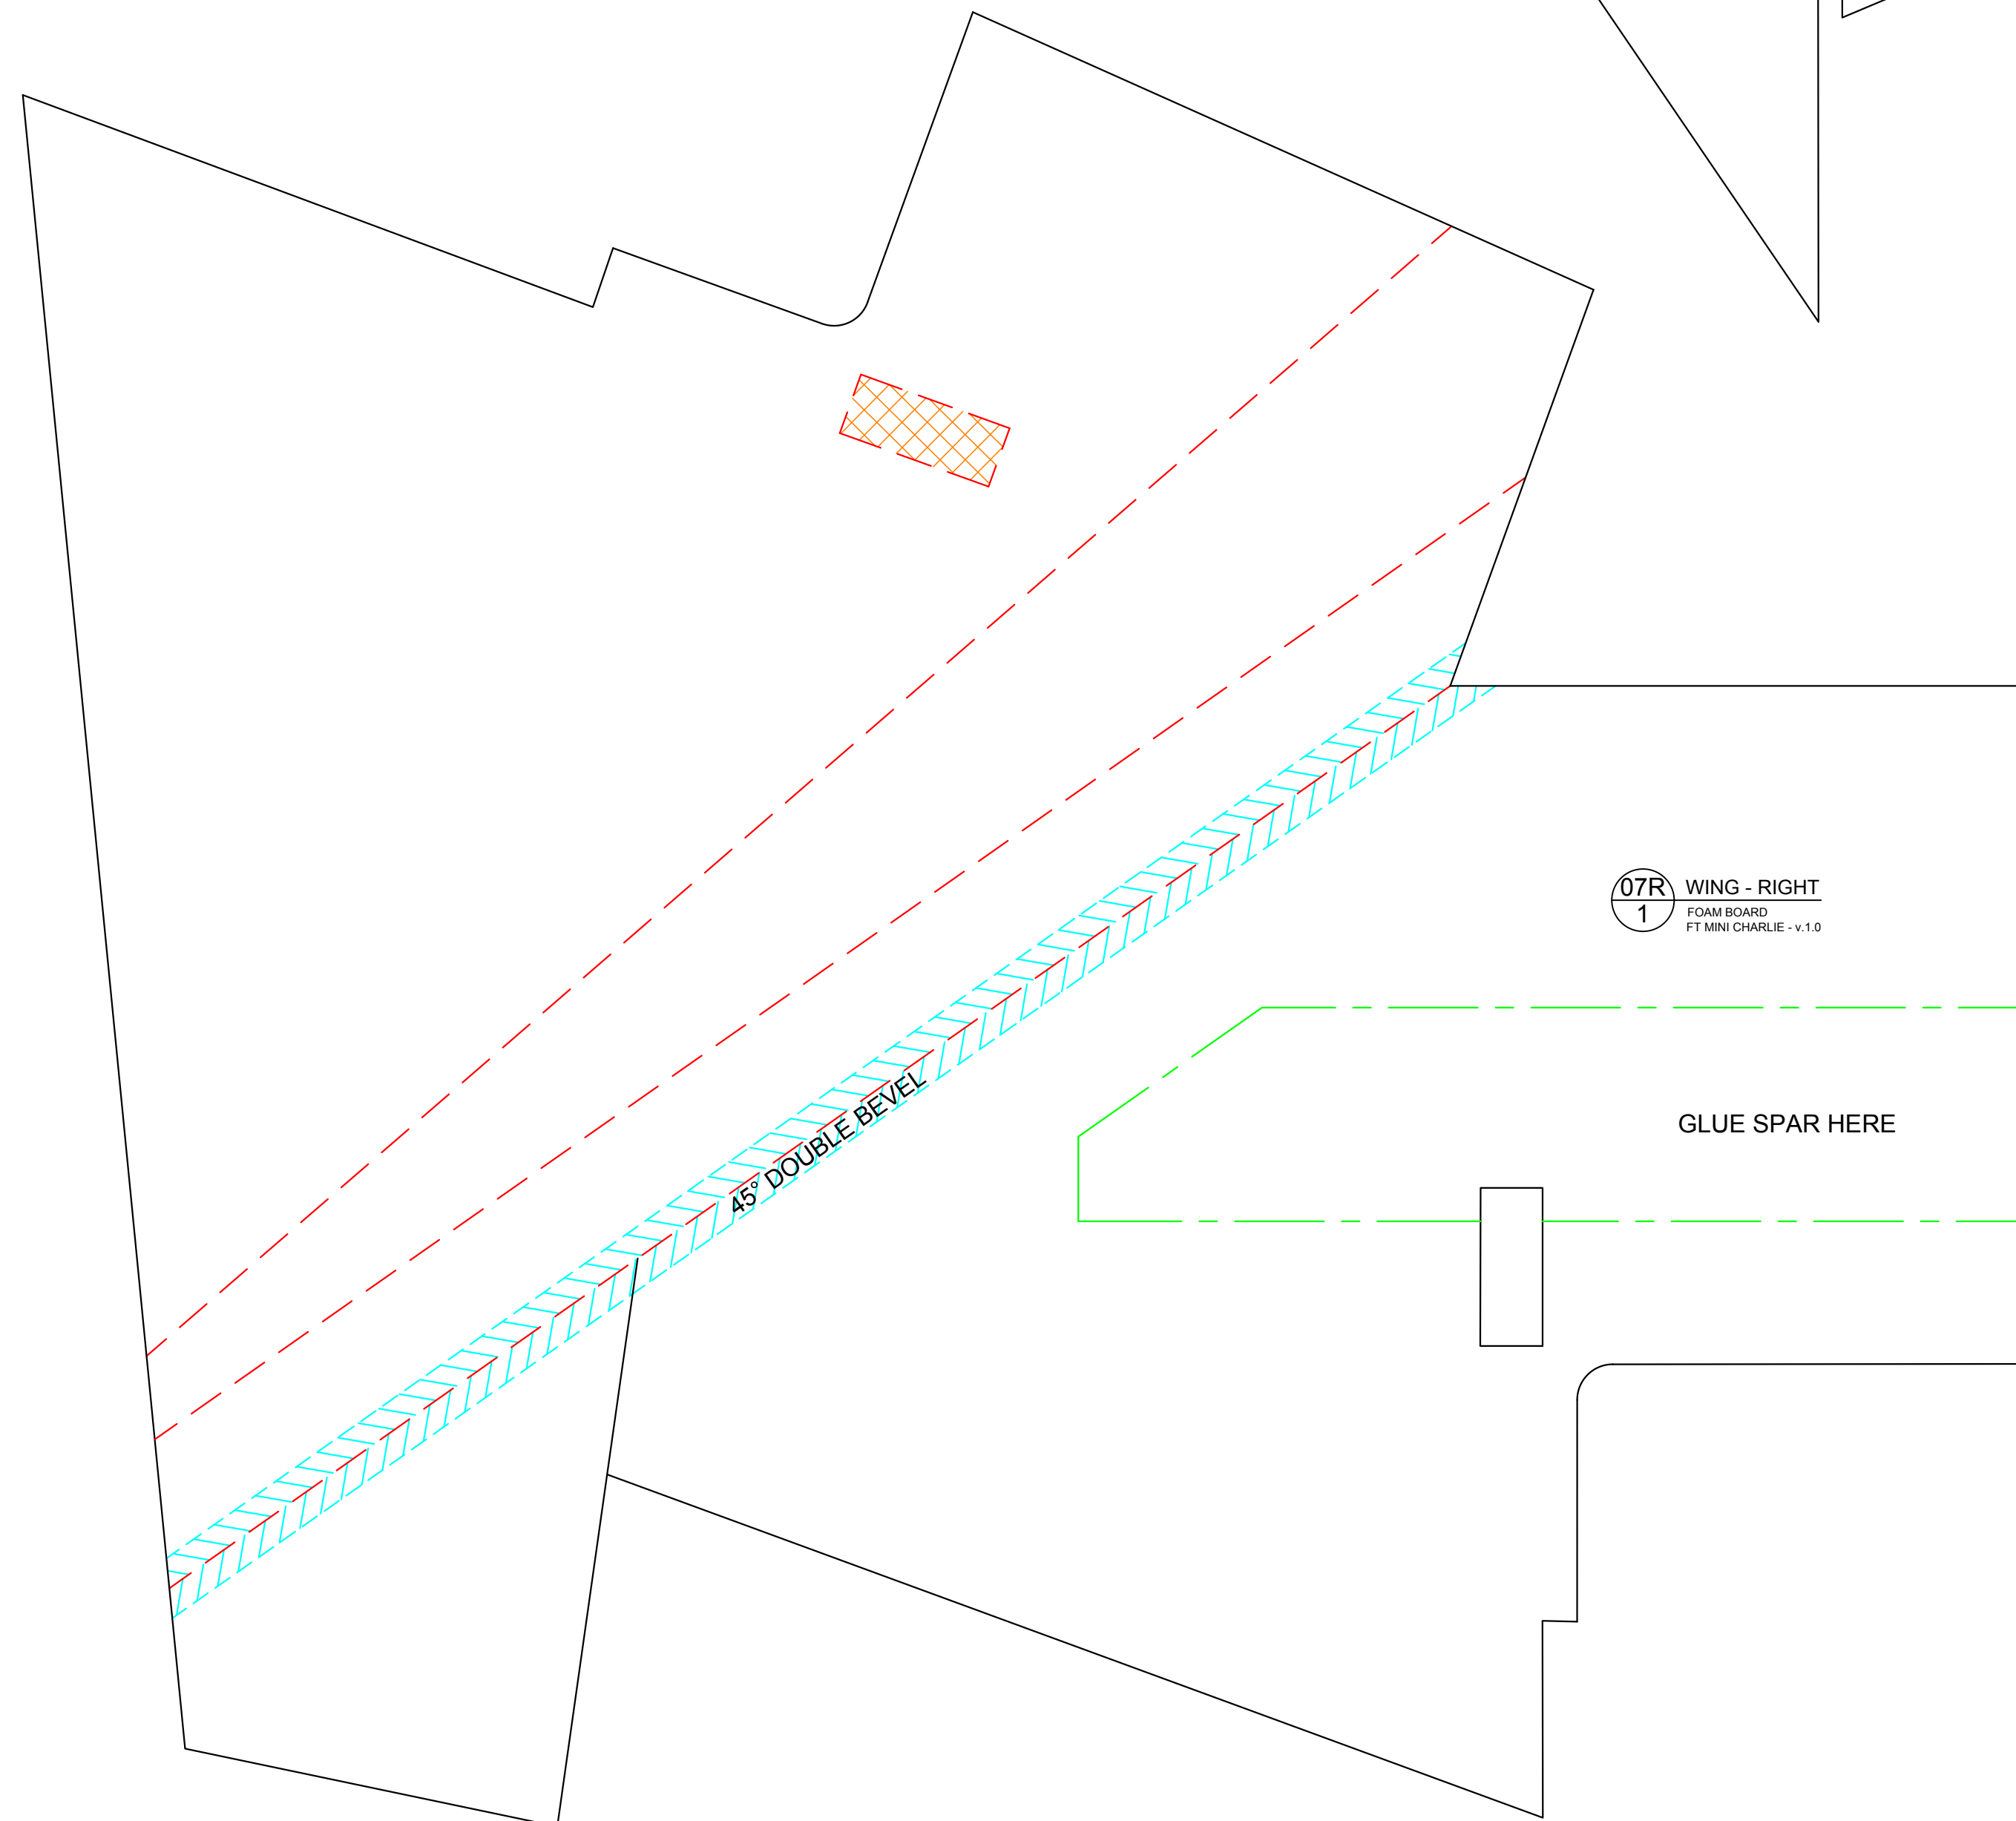 07R
1
WING - RIGHT
FOAM BOARD
FT MINI CHARLIE - v.1.0
45° DOUBLE BEVEL
GLUE SPAR HERE